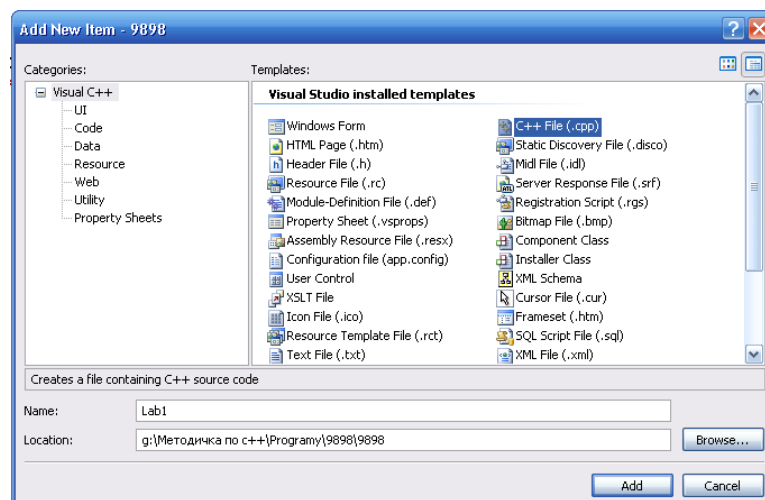 Add New Item - 9898
Categories:
Templates:
Visual C++
UI
Code
Data
Resource
Web
Utility
Property Sheets
Visual Studio installed templates
Windows Form
C++ File (.cpp)
HTML Page (.htm)
Static Discovery File (.disco)
Header File (.h)
Midl File (.idl)
Resource File (.rc)
Server Response File (.srf)
Module-Definition File (.def)
Registration Script (.rgs)
Property Sheet (.vsprops)
Bitmap File (.bmp)
Assembly Resource File (.resx)
Component Class
Configuration file (app.config)
Installer Class
User Control
XML Schema
XSLT File
Cursor File (.cur)
Icon File (.ico)
Frameset (.htm)
Resource Template File (.rct)
SQL Script File (.sql)
Text File (.txt)
XML File (.xml)
Creates a file containing C++ source code
Name:
Lab1
Location:
g:\Методичка по с++\Programy\9898\9898
Browse...
Add
Cancel